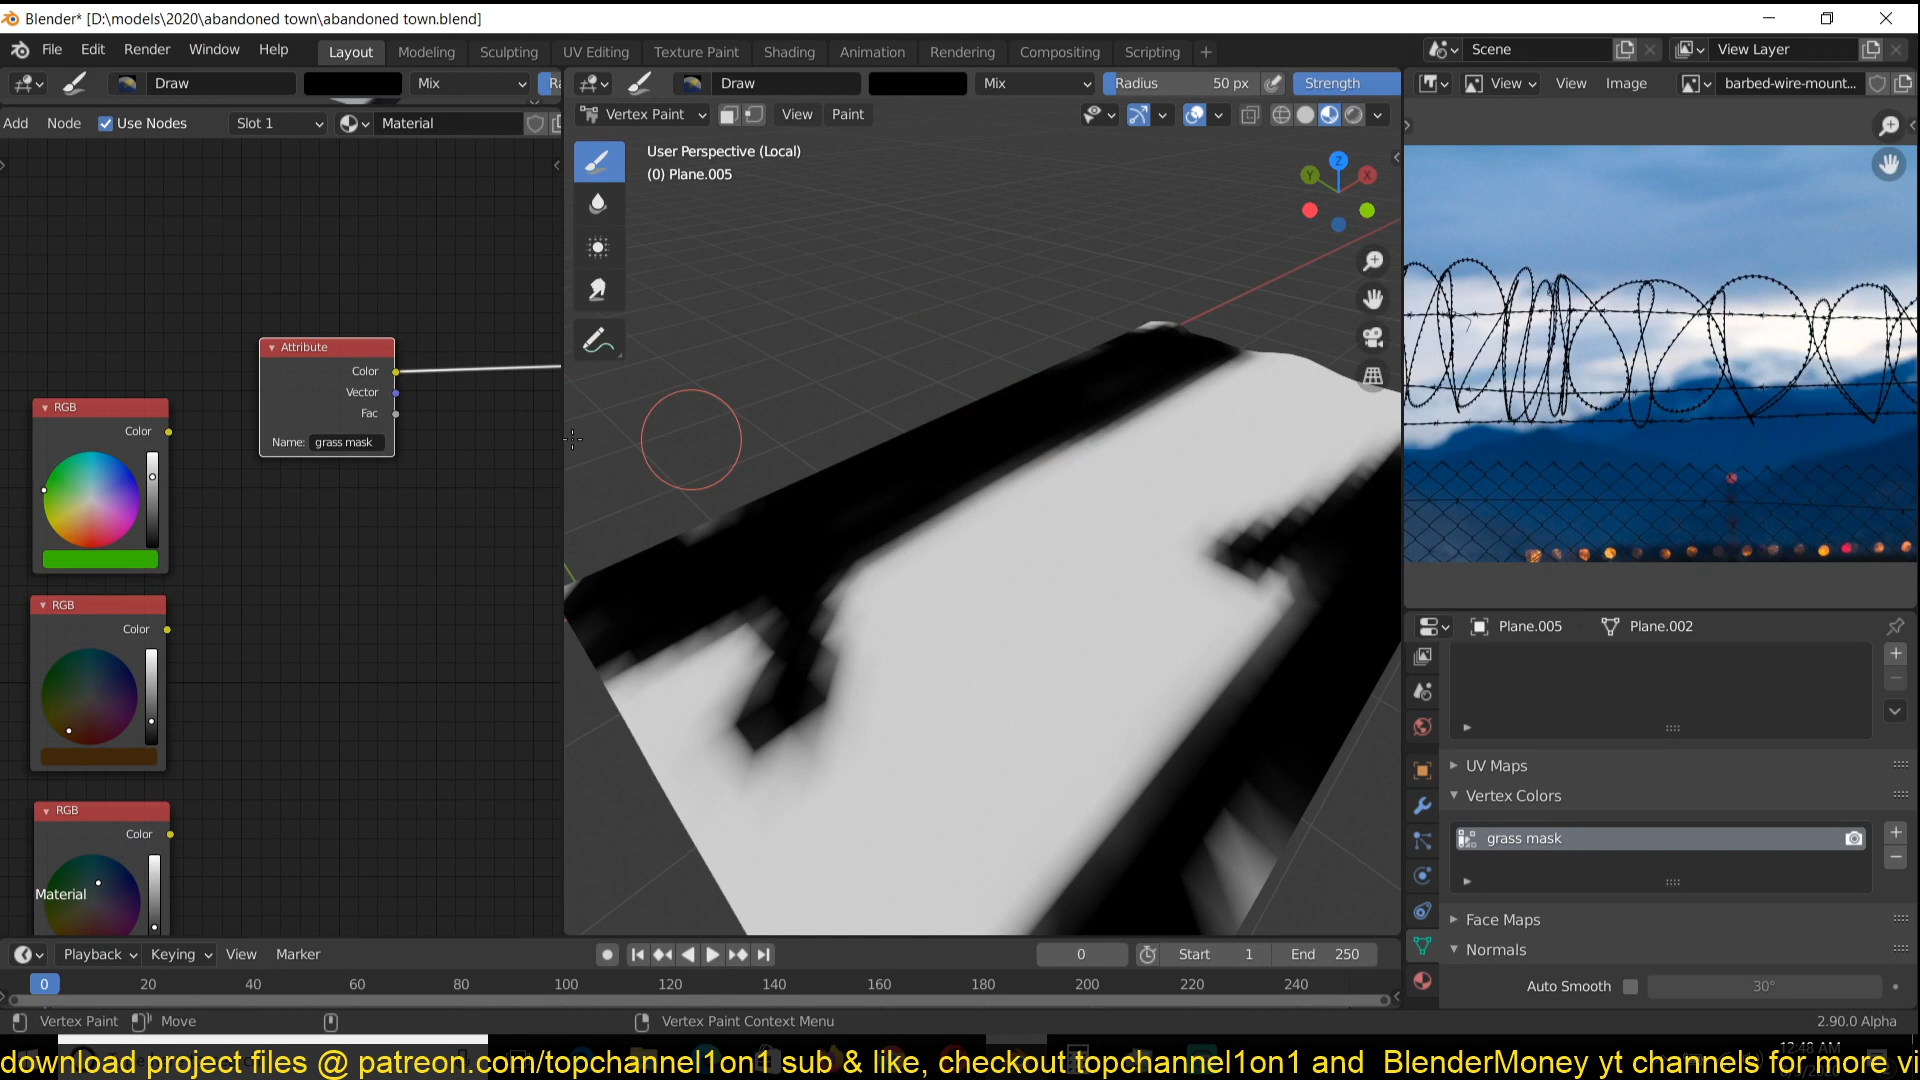 Blender* [D:\models\2020\abandoned town\abandoned town.blend]
File Edit Render Window Help Layout Modeling Sculpting UV Editing Texture Paint Shading Animation Rendering Compositing Scripting Scene View Layer
Draw Mix Draw Mix Radius 50 px Strength View View Image barbed-wire-mount...
Add Node Use Nodes Slot 1 Material Vertex Paint View Paint
User Perspective (Local)
(0) Plane.005
Z
Y
X
Attribute
Color
Vector
Fac
Name: grass mask
RGB
Color
RGB
Color
RGB
Color
Material
Plane.005 Plane.002
UV Maps
Vertex Colors
grass mask
Face Maps
Normals
Auto Smooth 30°
Playback Keying View Marker 0 Start 1 End 250
0 20 40 60 80 100 120 140 160 180 200 220 240
Vertex Paint Move Vertex Paint Context Menu 2.90.0 Alpha
12:48 AM
download project files @ patreon.com/topchannel1on1 sub & like, checkout topchannel1on1 and BlenderMoney yt channels for more vi